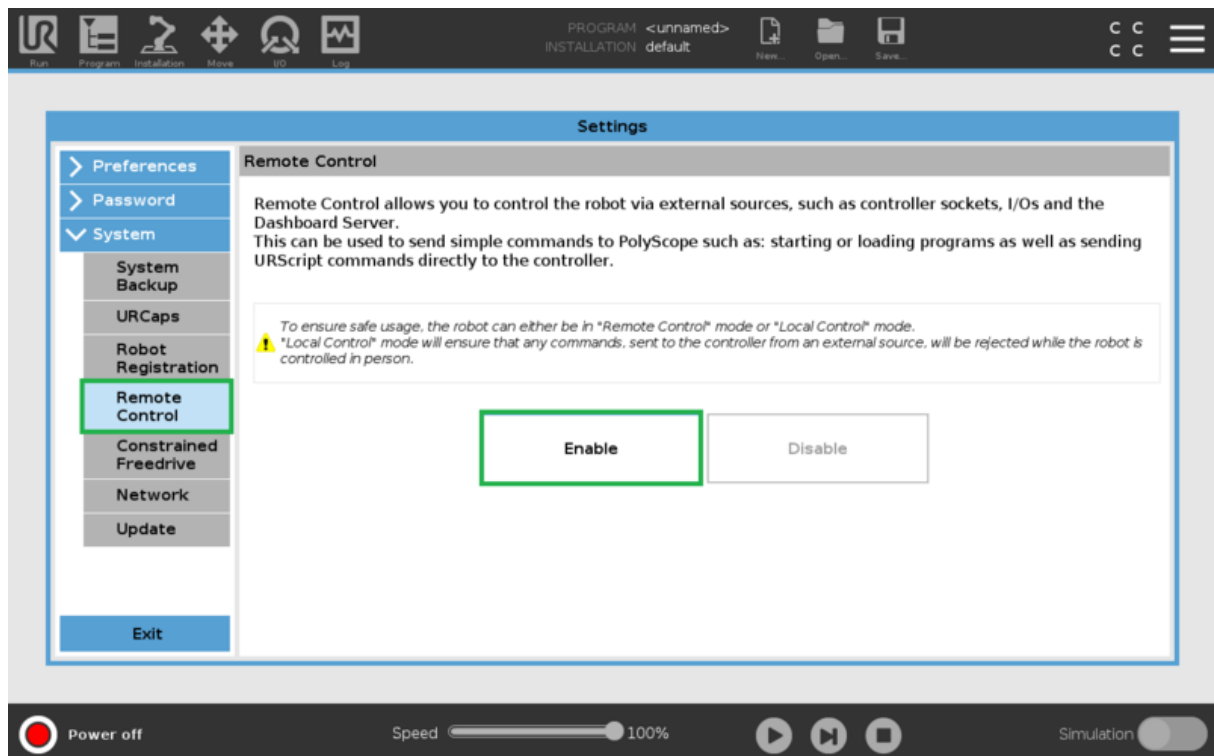 UR
PROGRAM <unnamed>
INSTALLATION default
C C
C C
Run
Program
Installation
Move
I/O
Log
New...
Open...
Save...
Settings
Preferences
Password
System
System
Backup
URCaps
Robot
Registration
Remote
Control
Constrained
Freedrive
Network
Update
Exit
Remote Control
Remote Control allows you to control the robot via external sources, such as controller sockets, I/Os and the
Dashboard Server.
This can be used to send simple commands to PolyScope such as: starting or loading programs as well as sending
URScript commands directly to the controller.
To ensure safe usage, the robot can either be in "Remote Control" mode or "Local Control" mode.
"Local Control" mode will ensure that any commands, sent to the controller from an external source, will be rejected while the robot is
controlled in person.
Enable
Disable
Power off
Speed
100%
Simulation